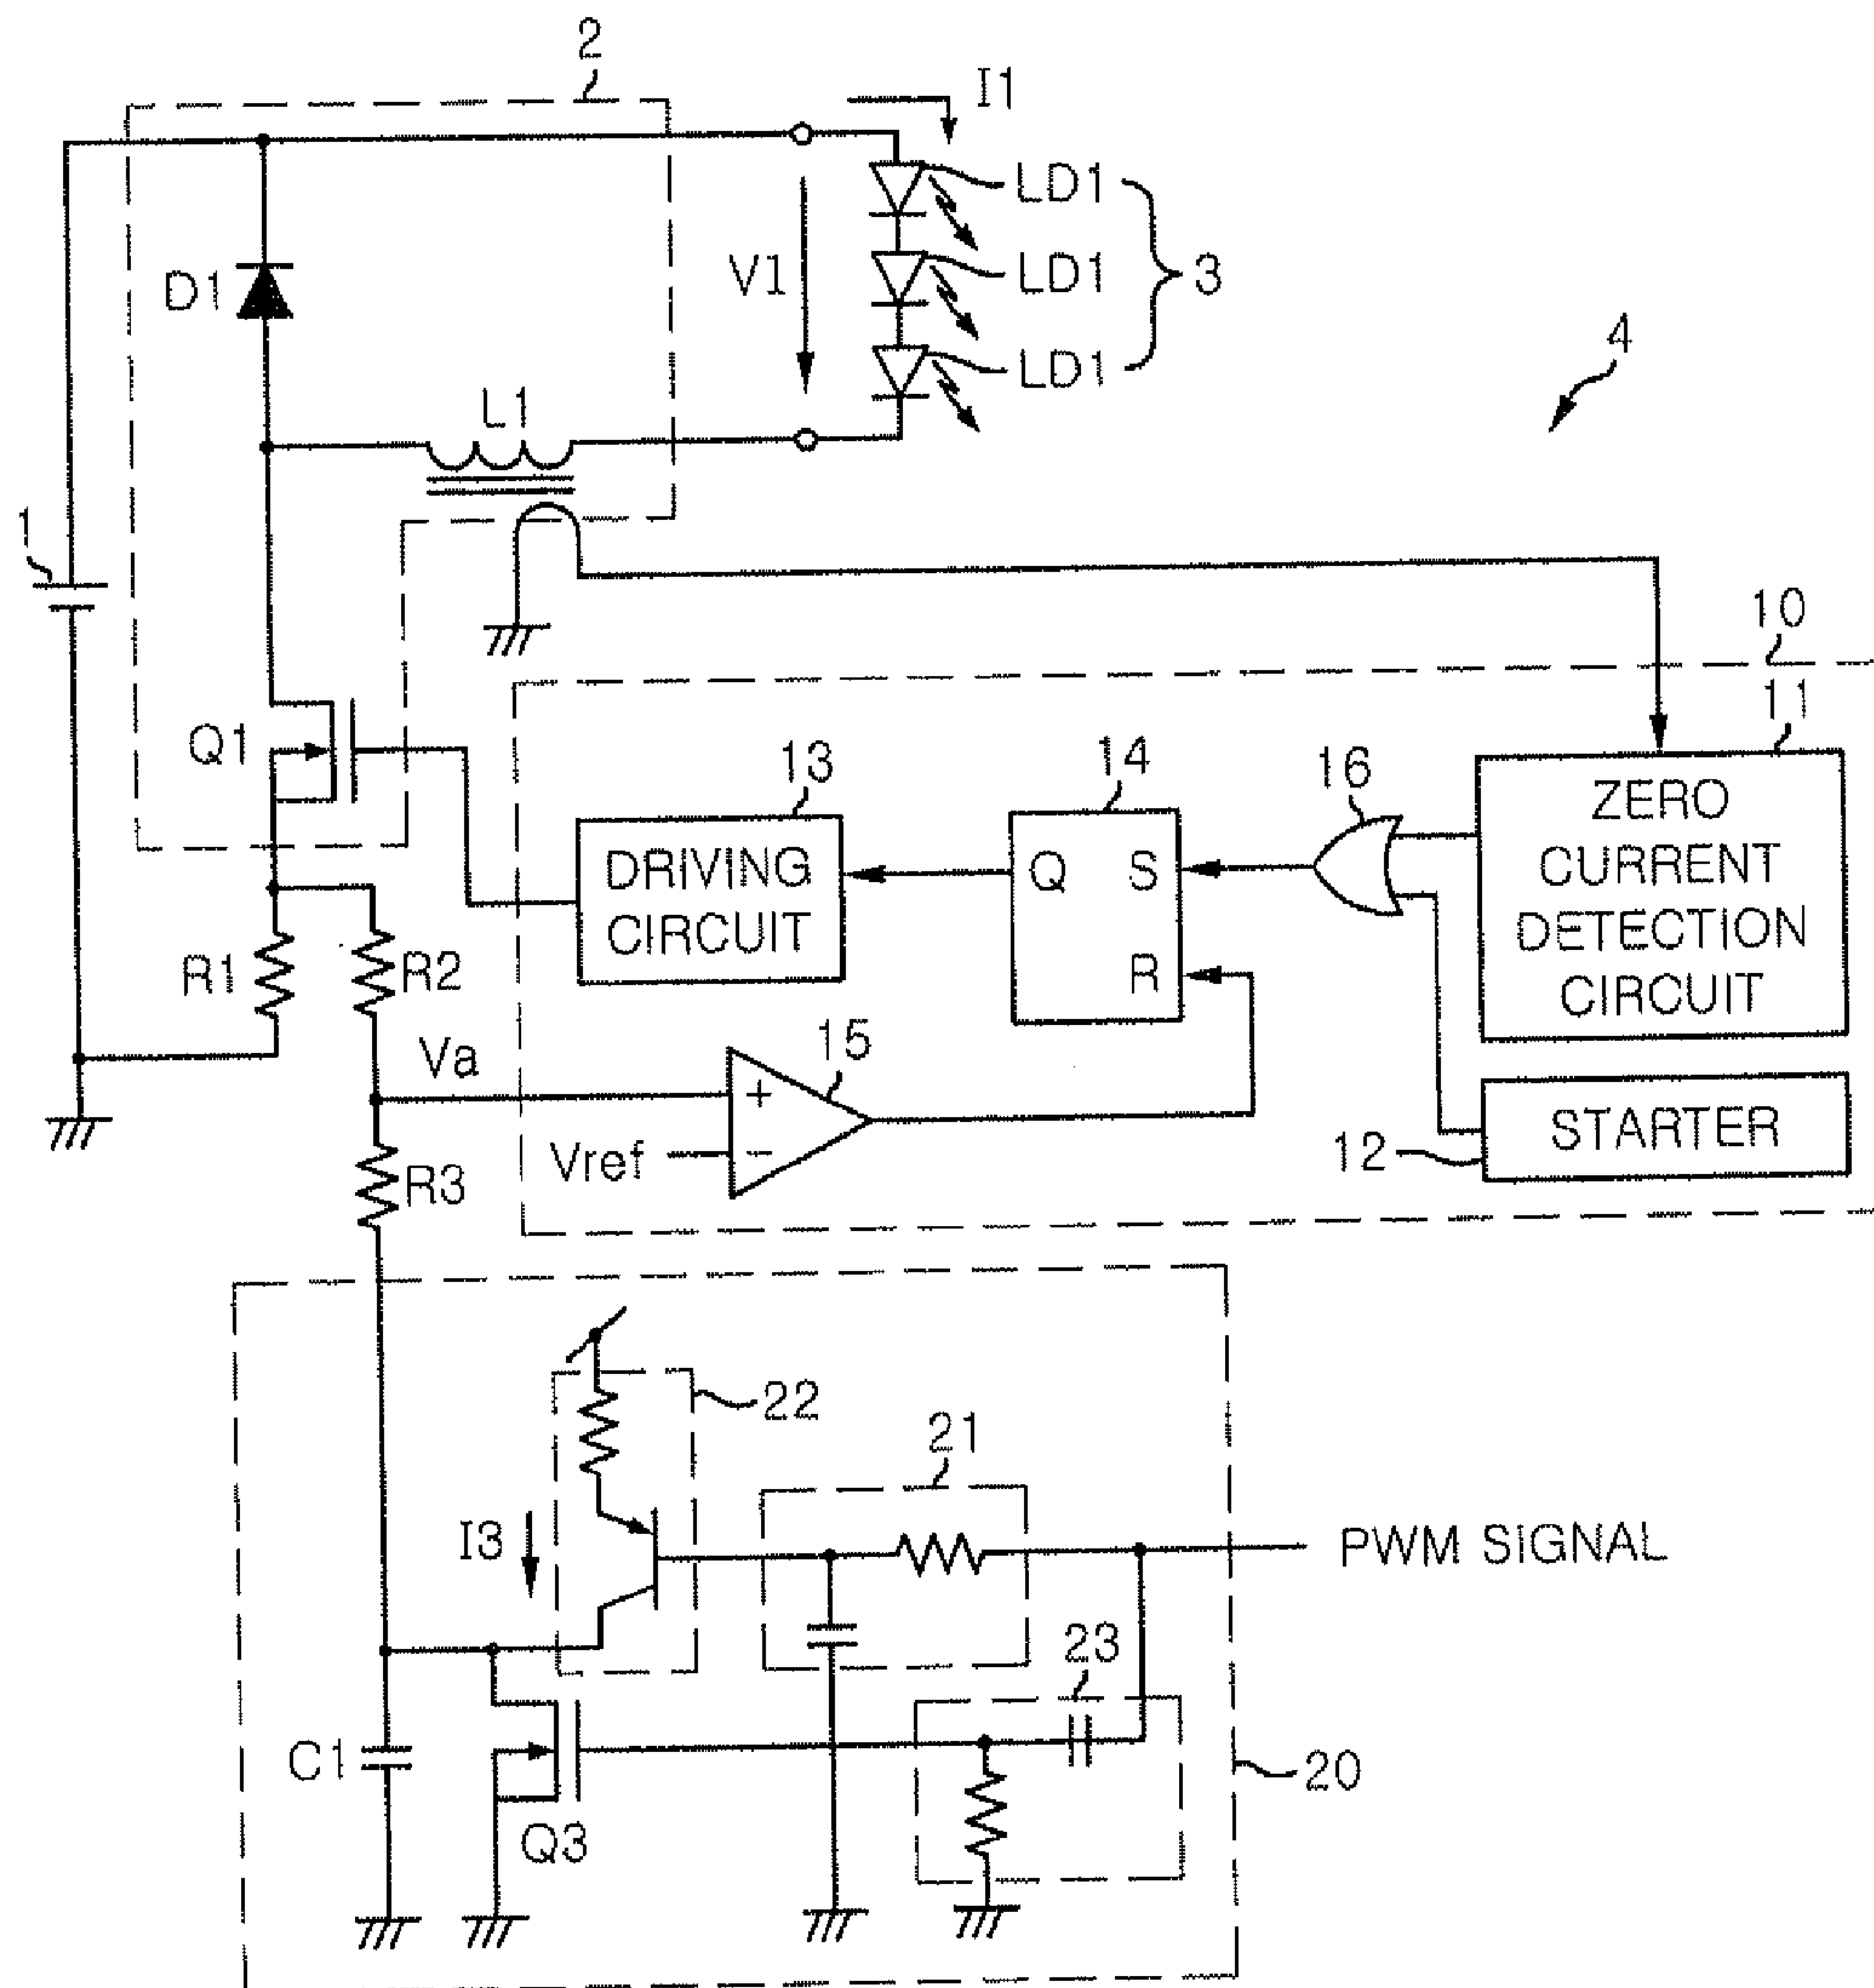 2
I1
LD1
V1
LD1
3
D1
LD1
4
L1
1
10
11
Q1
13
14
16
ZERO
CURRENT
DETECTION
CIRCUIT
DRIVING
CIRCUIT
Q S
R
R1
R2
15
Va
+
STARTER
12
Vref
−
R3
22
21
I3
PWM SIGNAL
23
C1
20
Q3